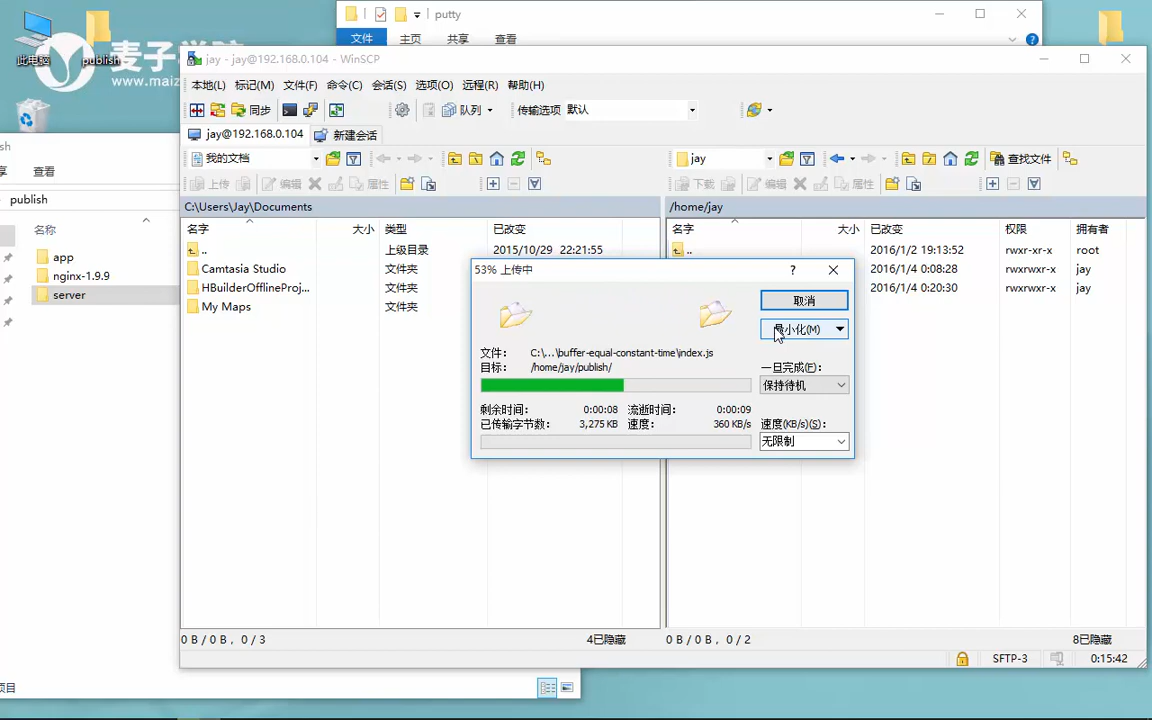 putty
文件 主页 共享 查看
此电脑
publish
麦子学院
www.maiz
jay - jay@192.168.0.104 - WinSCP
本地(L) 标记(M) 文件(F) 命令(C) 会话(S) 选项(O) 远程(R) 帮助(H)
同步 队列 传输选项 默认
jay@192.168.0.104 新建会话
我的文档
jay 查找文件
上传 编辑 属性
下载 编辑 属性
C:\Users\Jay\Documents
/home/jay
名字 大小 类型 已改变
.. 上级目录 2015/10/29 22:21:55
Camtasia Studio 文件夹
HBuilderOfflineProj... 文件夹
My Maps 文件夹
名字 大小 已改变 权限 拥有者
.. 2016/1/2 19:13:52 rwxr-xr-x root
2016/1/4 0:08:28 rwxrwxr-x jay
2016/1/4 0:20:30 rwxrwxr-x jay
sh
享 查看
publish
名称
app
nginx-1.9.9
server
53% 上传中
取消
最小化(M)
文件: C:\...\buffer-equal-constant-time\index.js
目标: /home/jay/publish/
一旦完成(F):
保持待机
剩余时间: 0:00:08 流逝时间: 0:00:09
已传输字节数: 3,275 KB 速度: 360 KB/s
速度(KB/s)(S):
无限制
0 B / 0 B, 0 / 3 4已隐藏
0 B / 0 B, 0 / 2 8已隐藏
SFTP-3 0:15:42
项目